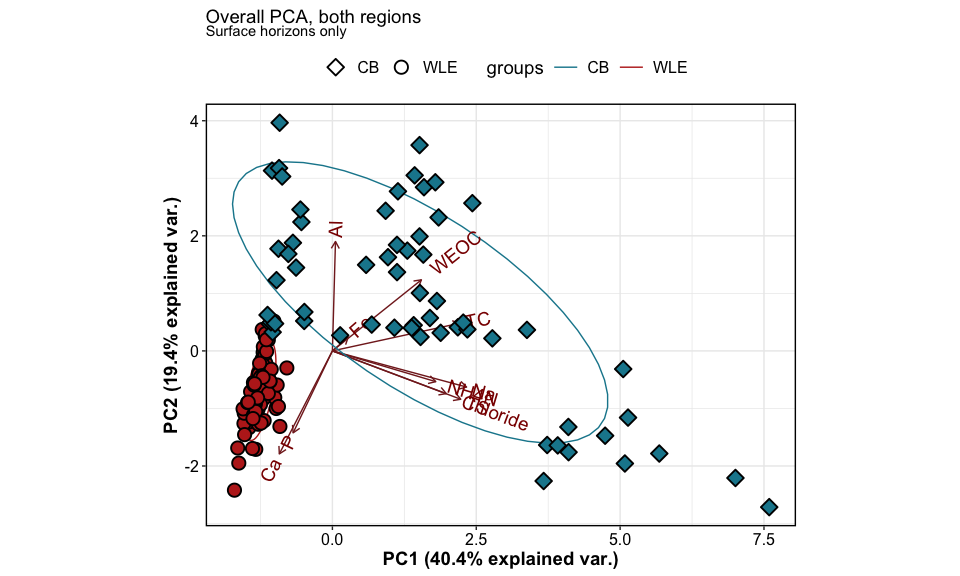 Overall PCA, both regions
Surface horizons only
CB WLE groups CB WLE
PC2 (19.4% explained var.)
4
2
0
-2
Al
WEOC
TC
Fe
Na
Chloride
P
Ca
0.0 2.5 5.0 7.5
PC1 (40.4% explained var.)